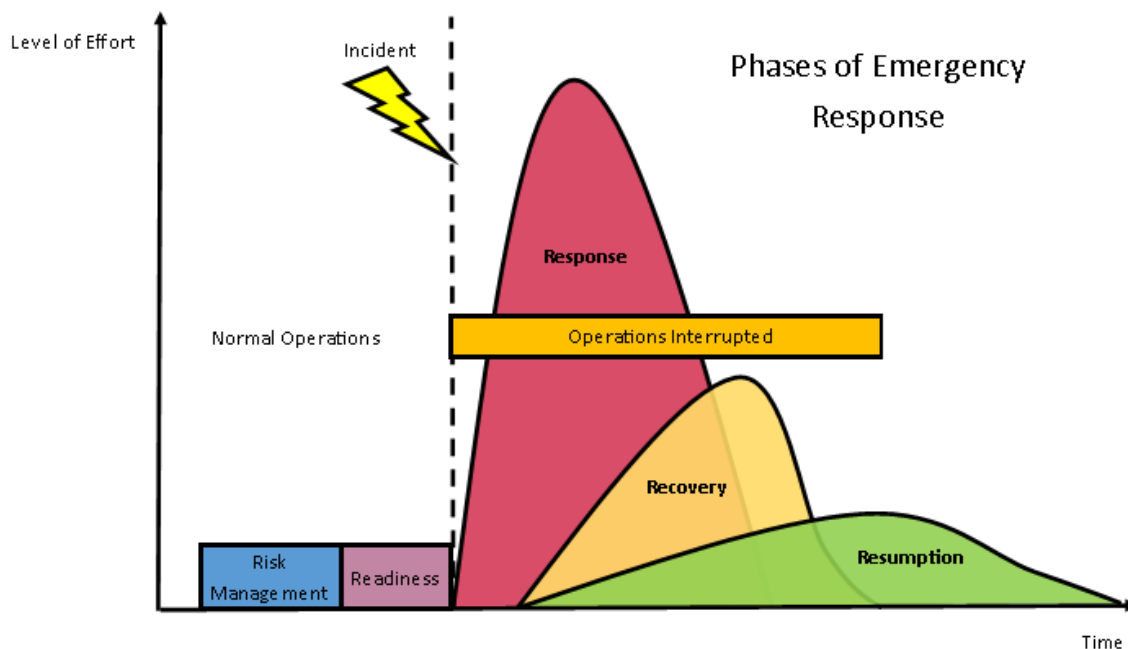 Level of Effort
Incident
Phases of Emergency
Response
Response
Normal Operations
Operations Interrupted
Recovery
Resumption
Risk
Management
Readiness
Time